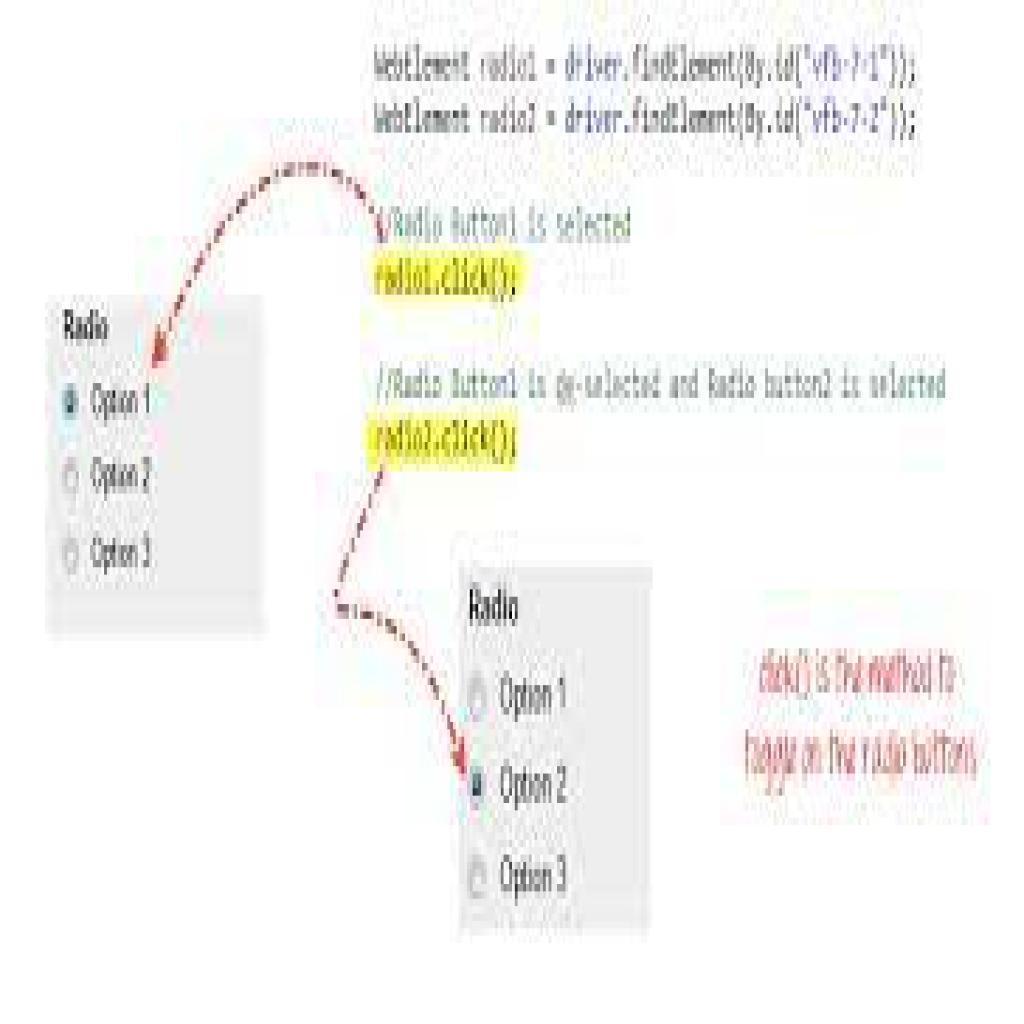 WebElement radio1 = driver.findElement(By.id("vfb-7-1"));
WebElement radio2 = driver.findElement(By.id("vfb-7-2"));
//Radio Button1 is selected
radio1.click();
Radio
Option 1
Option 2
Option 3
//Radio Button1 is de-selected and Radio button2 is selected
radio2.click();
Radio
Option 1
Option 2
Option 3
click() is the method to
toggle on the radio buttons